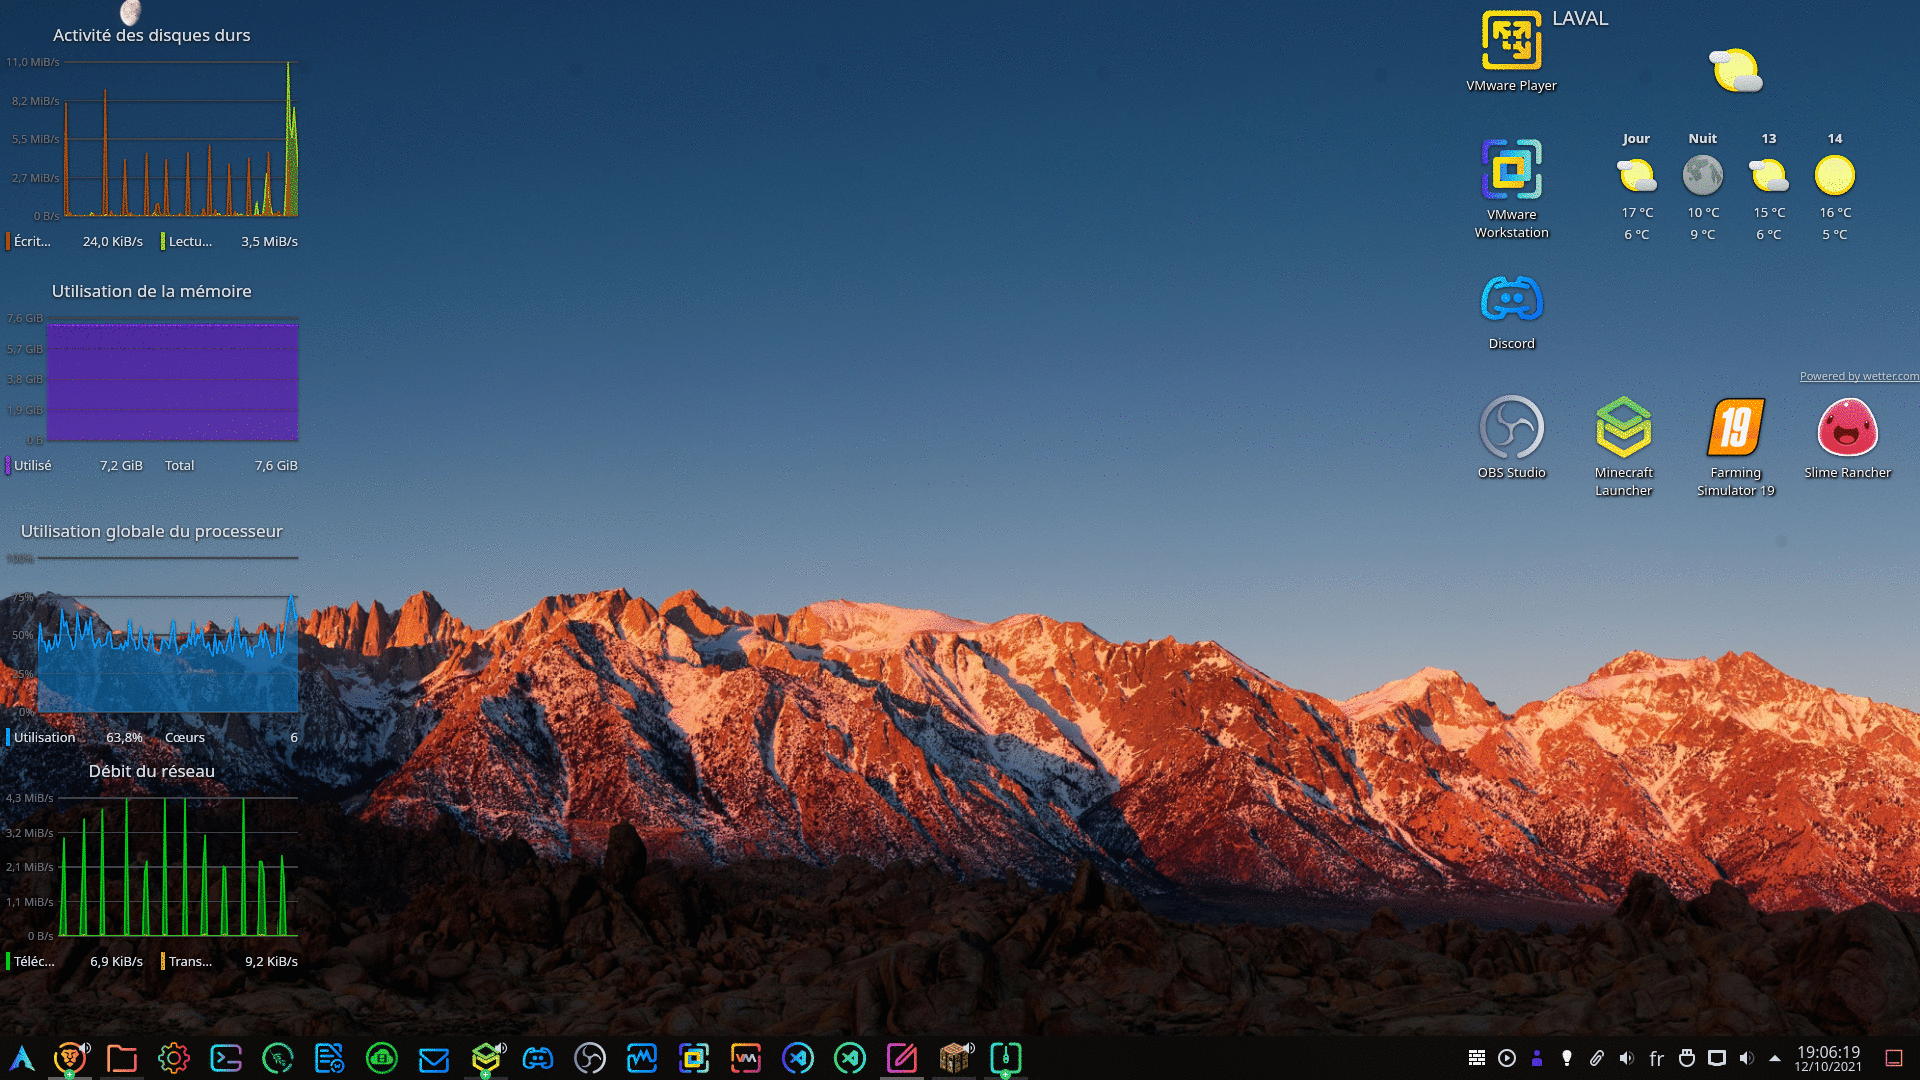 Activité des disques durs
11,0 MiB/s
8,2 MiB/s
5,5 MiB/s
2,7 MiB/s
0 B/s
Écrit... 24,0 KiB/s Lectu... 3,5 MiB/s
Utilisation de la mémoire
7,6 GiB
5,7 GiB
3,8 GiB
1,9 GiB
0 B
Utilisé 7,2 GiB Total 7,6 GiB
Utilisation globale du processeur
100%
75%
50%
25%
0%
Utilisation 63,8% Cœurs 6
Débit du réseau
4,3 MiB/s
3,2 MiB/s
2,1 MiB/s
1,1 MiB/s
0 B/s
Téléc... 6,9 KiB/s Trans... 9,2 KiB/s
VMware Player
VMware
Workstation
Discord
OBS Studio
Minecraft
Launcher
19
Farming
Simulator 19
Slime Rancher
LAVAL
Jour Nuit 13 14
17 °C 10 °C 15 °C 16 °C
6 °C 9 °C 6 °C 5 °C
Powered by wetter.com
fr
19:06:19
12/10/2021